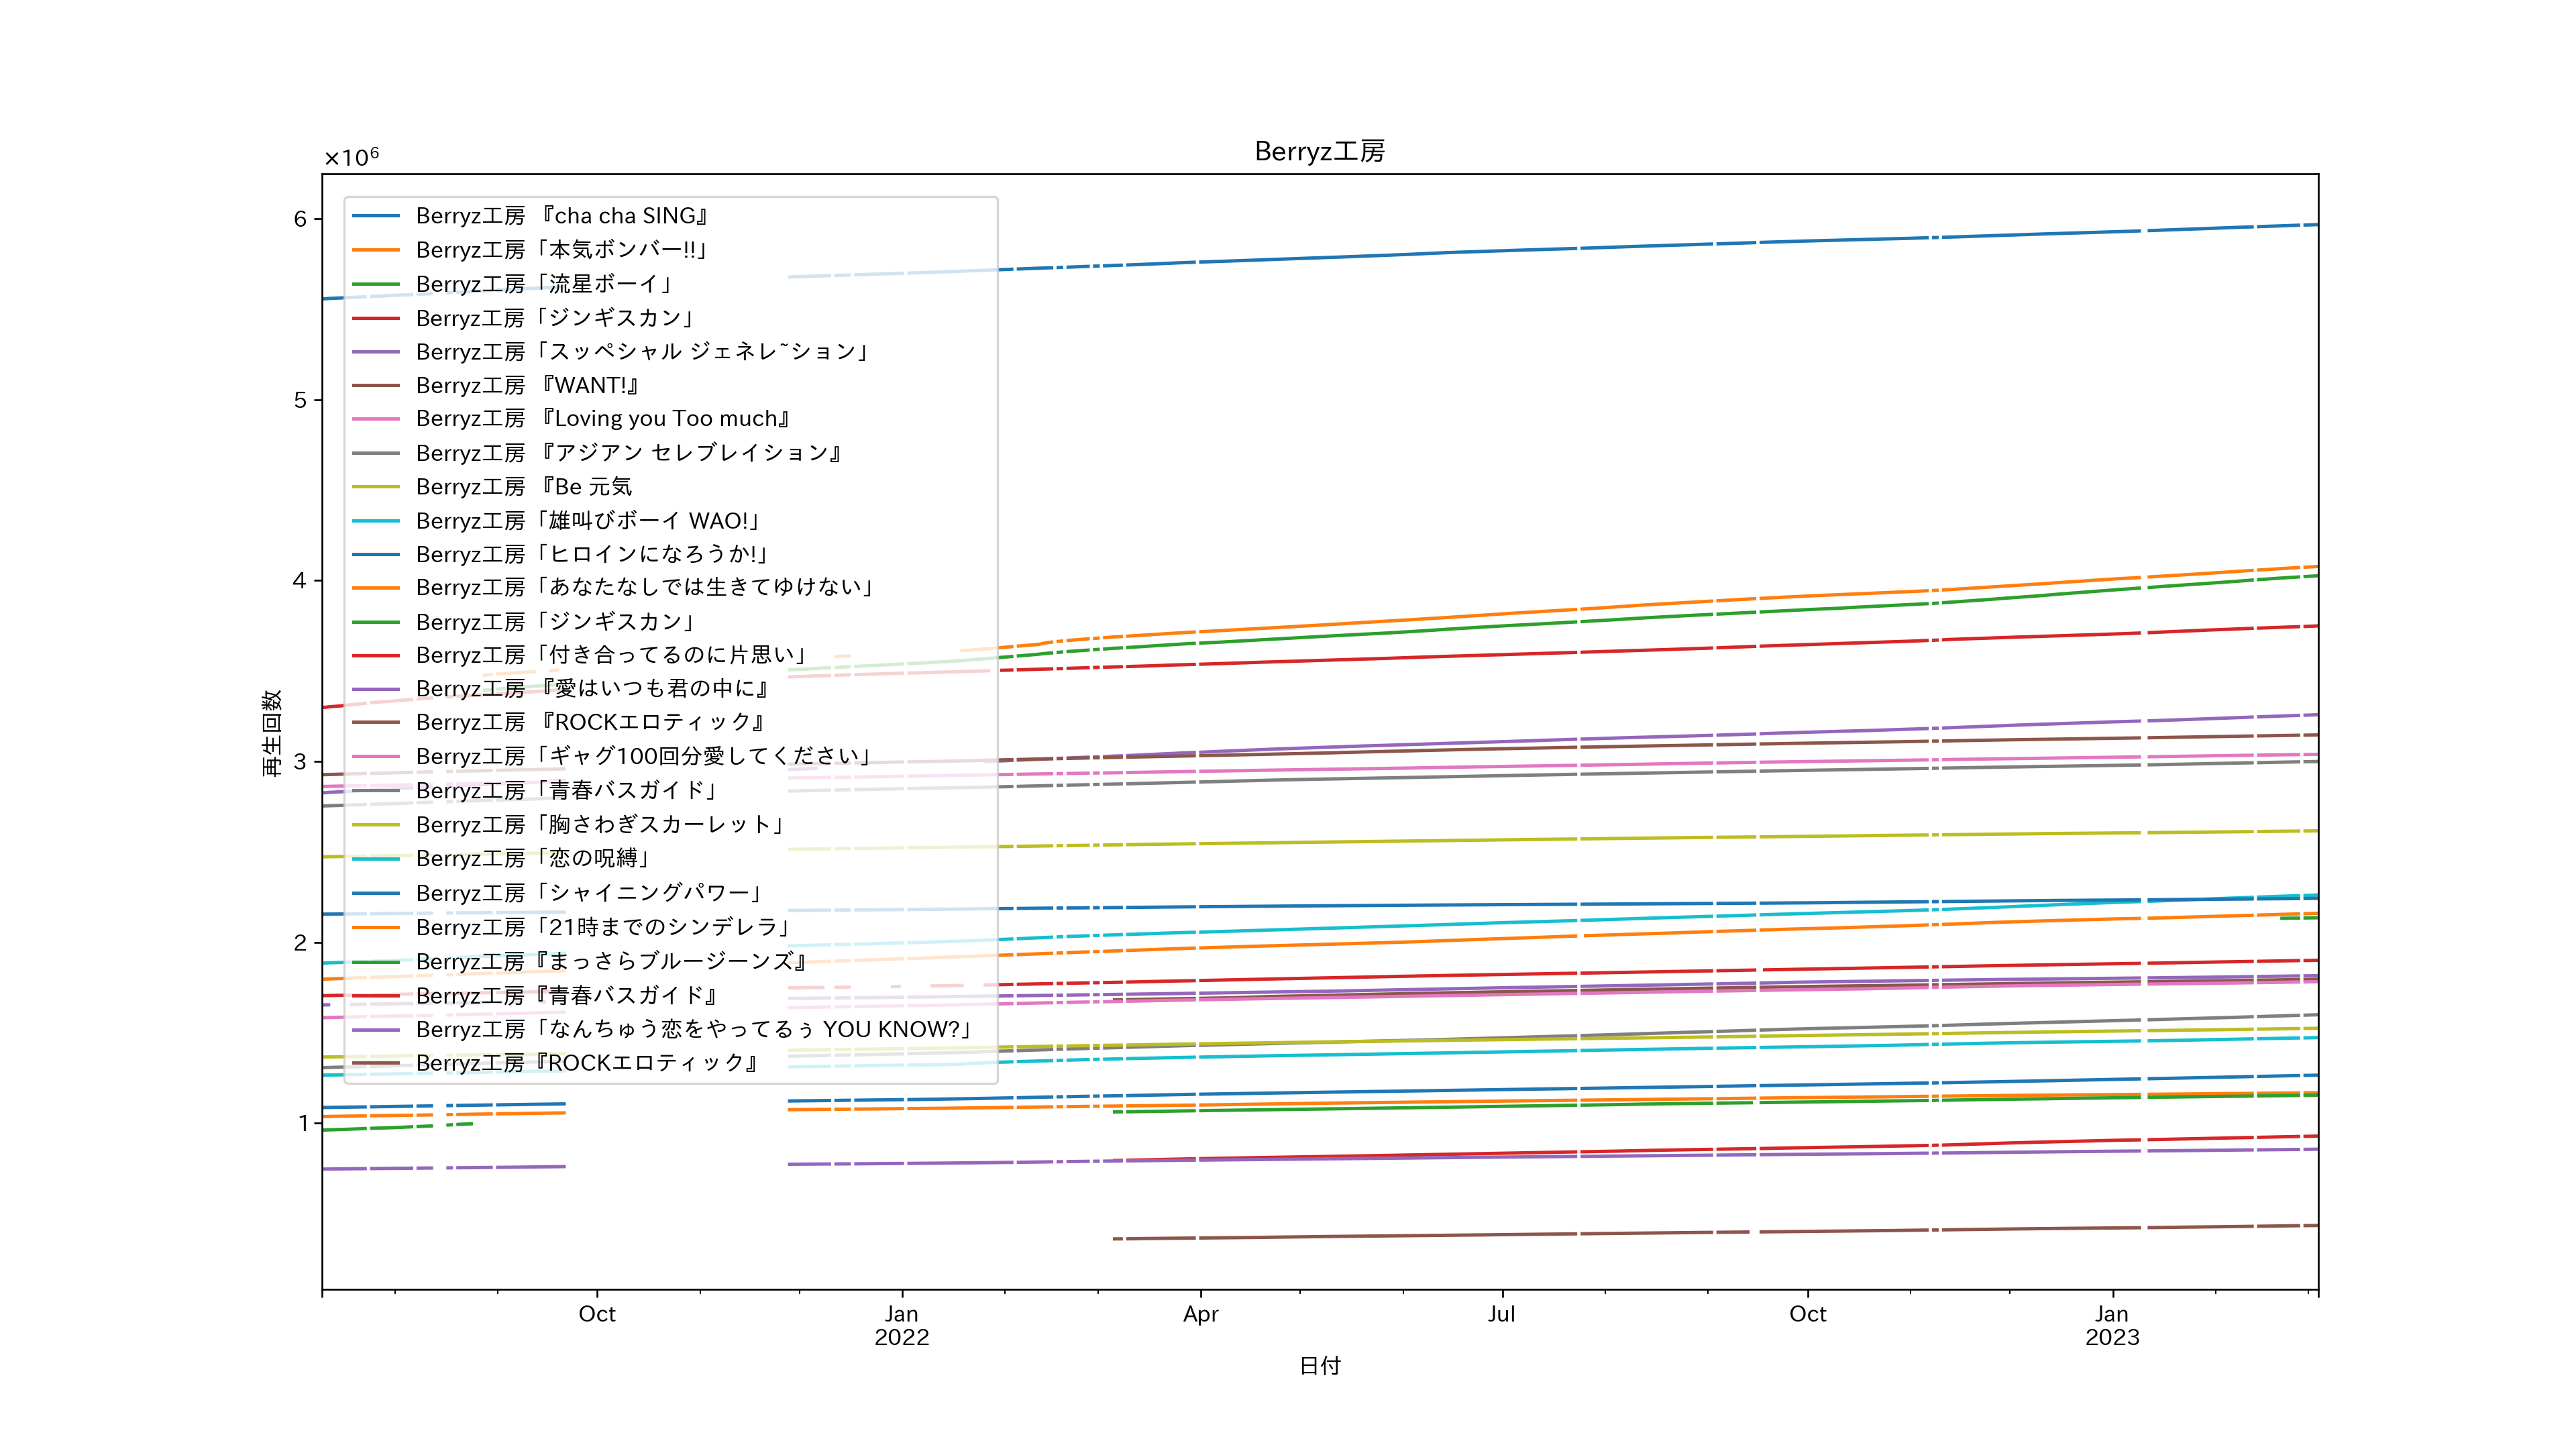 Berryz工房
×10⁶
6
5
4
3
2
1
再生回数
Berryz工房 『cha cha SING』
Berryz工房「本気ボンバー!!」
Berryz工房「流星ボーイ」
Berryz工房「ジンギスカン」
Berryz工房「スッペシャル ジェネレ~ション」
Berryz工房 『WANT!』
Berryz工房 『Loving you Too much』
Berryz工房 『アジアン セレブレイション』
Berryz工房 『Be 元気
Berryz工房「雄叫びボーイ WAO!」
Berryz工房「ヒロインになろうか!」
Berryz工房「あなたなしでは生きてゆけない」
Berryz工房「ジンギスカン」
Berryz工房「付き合ってるのに片思い」
Berryz工房 『愛はいつも君の中に』
Berryz工房 『ROCKエロティック』
Berryz工房「ギャグ100回分愛してください」
Berryz工房「青春バスガイド」
Berryz工房「胸さわぎスカーレット」
Berryz工房「恋の呪縛」
Berryz工房「シャイニングパワー」
Berryz工房「21時までのシンデレラ」
Berryz工房『まっさらブルージーンズ』
Berryz工房『青春バスガイド』
Berryz工房「なんちゅう恋をやってるぅ YOU KNOW?」
Berryz工房『ROCKエロティック』
Oct Jan Apr Jul Oct Jan
2022 2023
日付